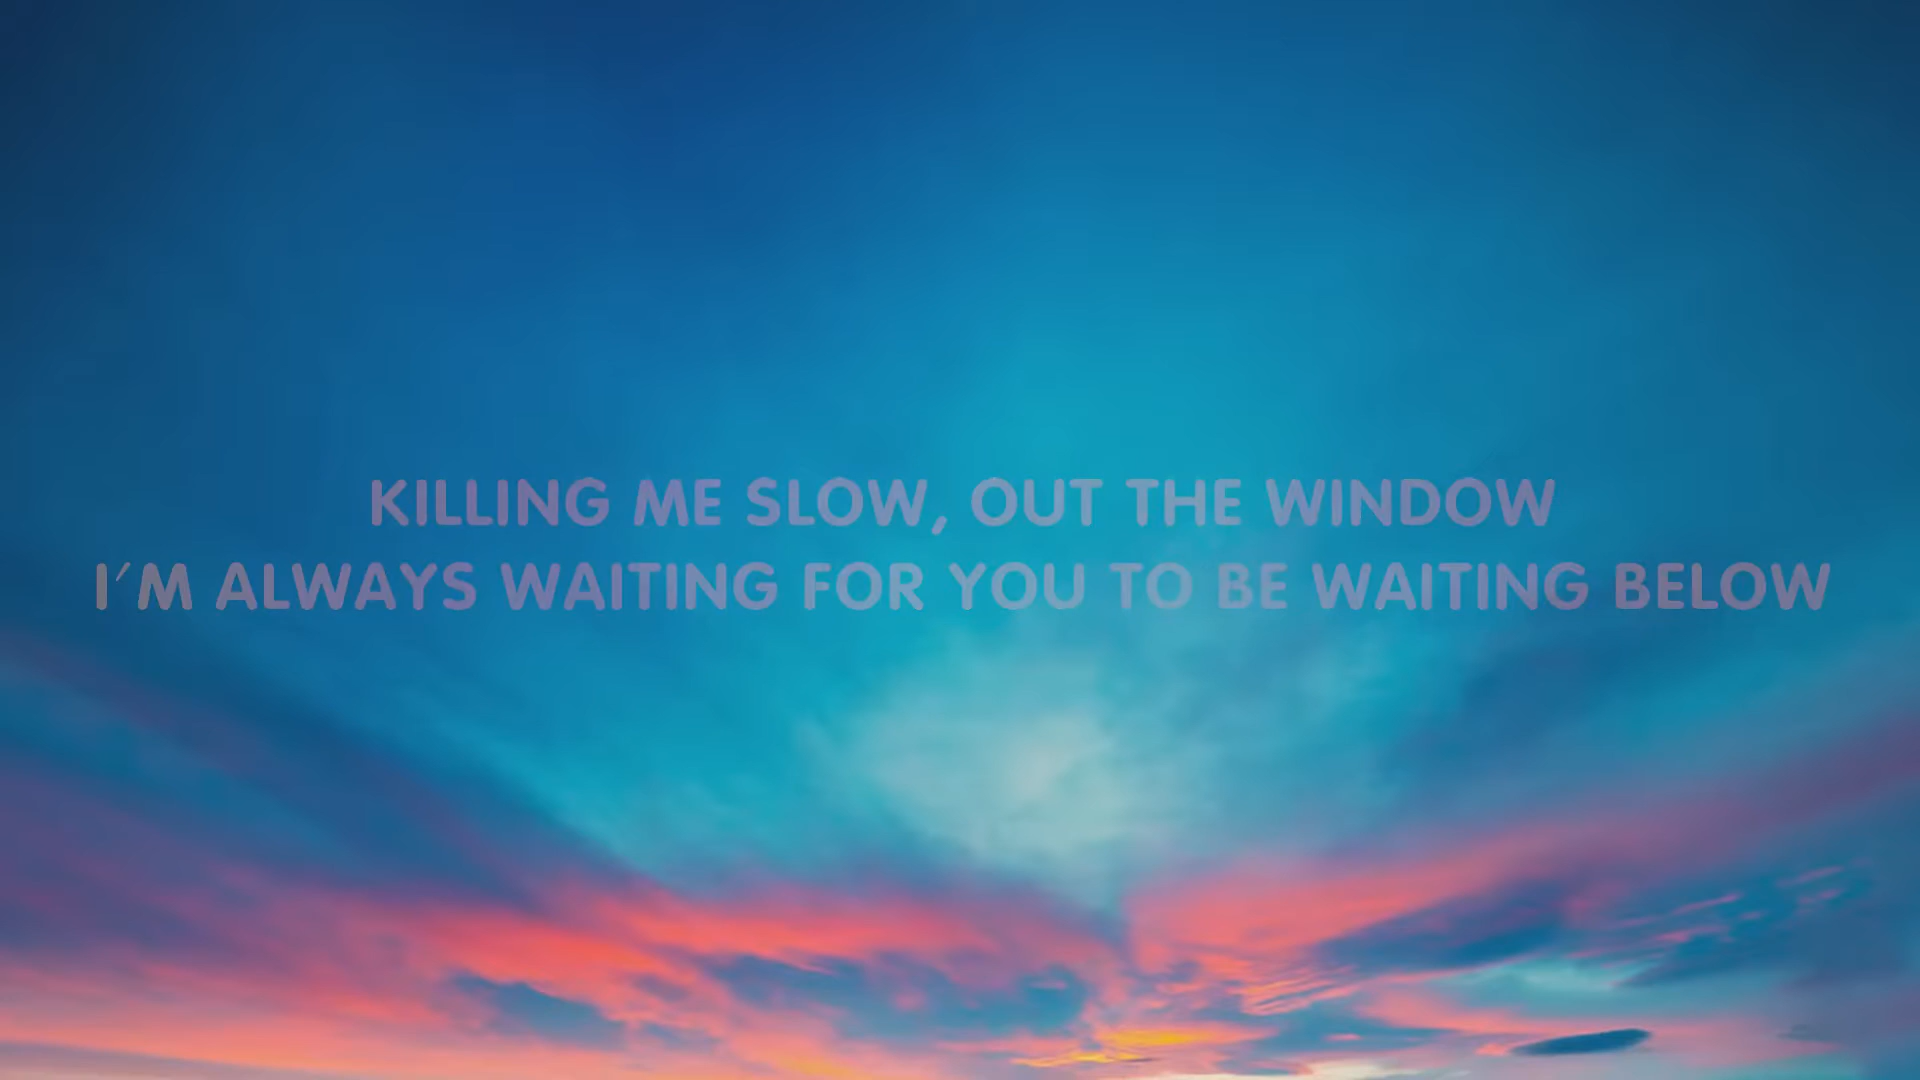 KILLING ME SLOW, OUT THE WINDOW
I'M ALWAYS WAITING FOR YOU TO BE WAITING BELOW